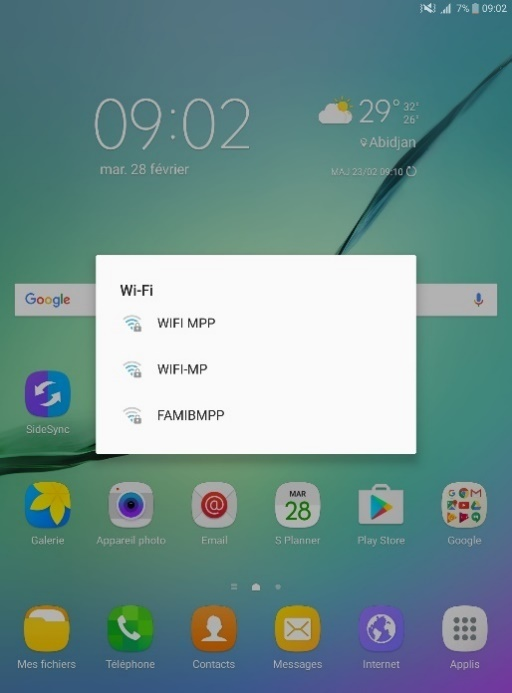 7% 09:02
09:02
mar. 28 février
29° 32°
26°
Abidjan
MAJ 23/02 09:10
Google
Wi-Fi
WIFI MPP
WIFI-MP
FAMIBMPP
SideSync
MAR
28
Galerie Appareil photo Email S Planner Play Store Google
Mes fichiers Téléphone Contacts Messages Internet Applis